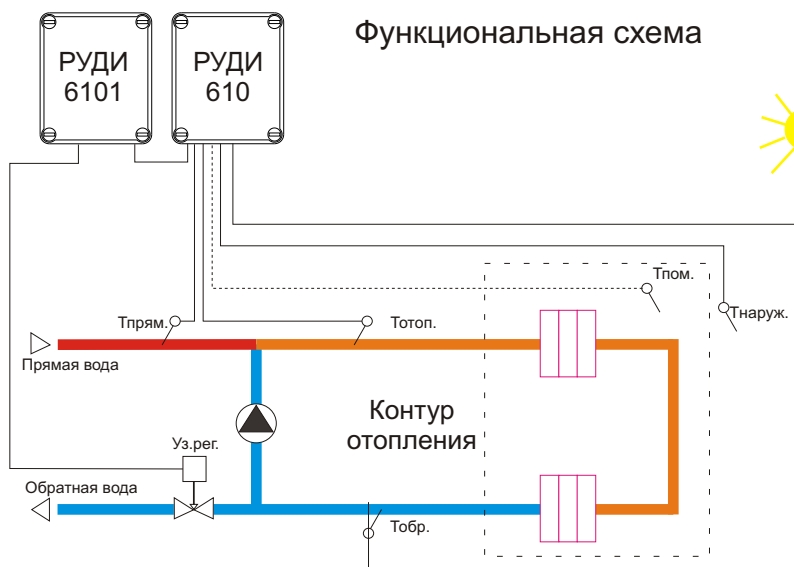 Функциональная схема
РУДИ
6101
РУДИ
610
Тпом.
Тнаруж.
Тпрям.
Тотоп.
Прямая вода
Контур
отопления
Уз.рег.
Обратная вода
Тобр.